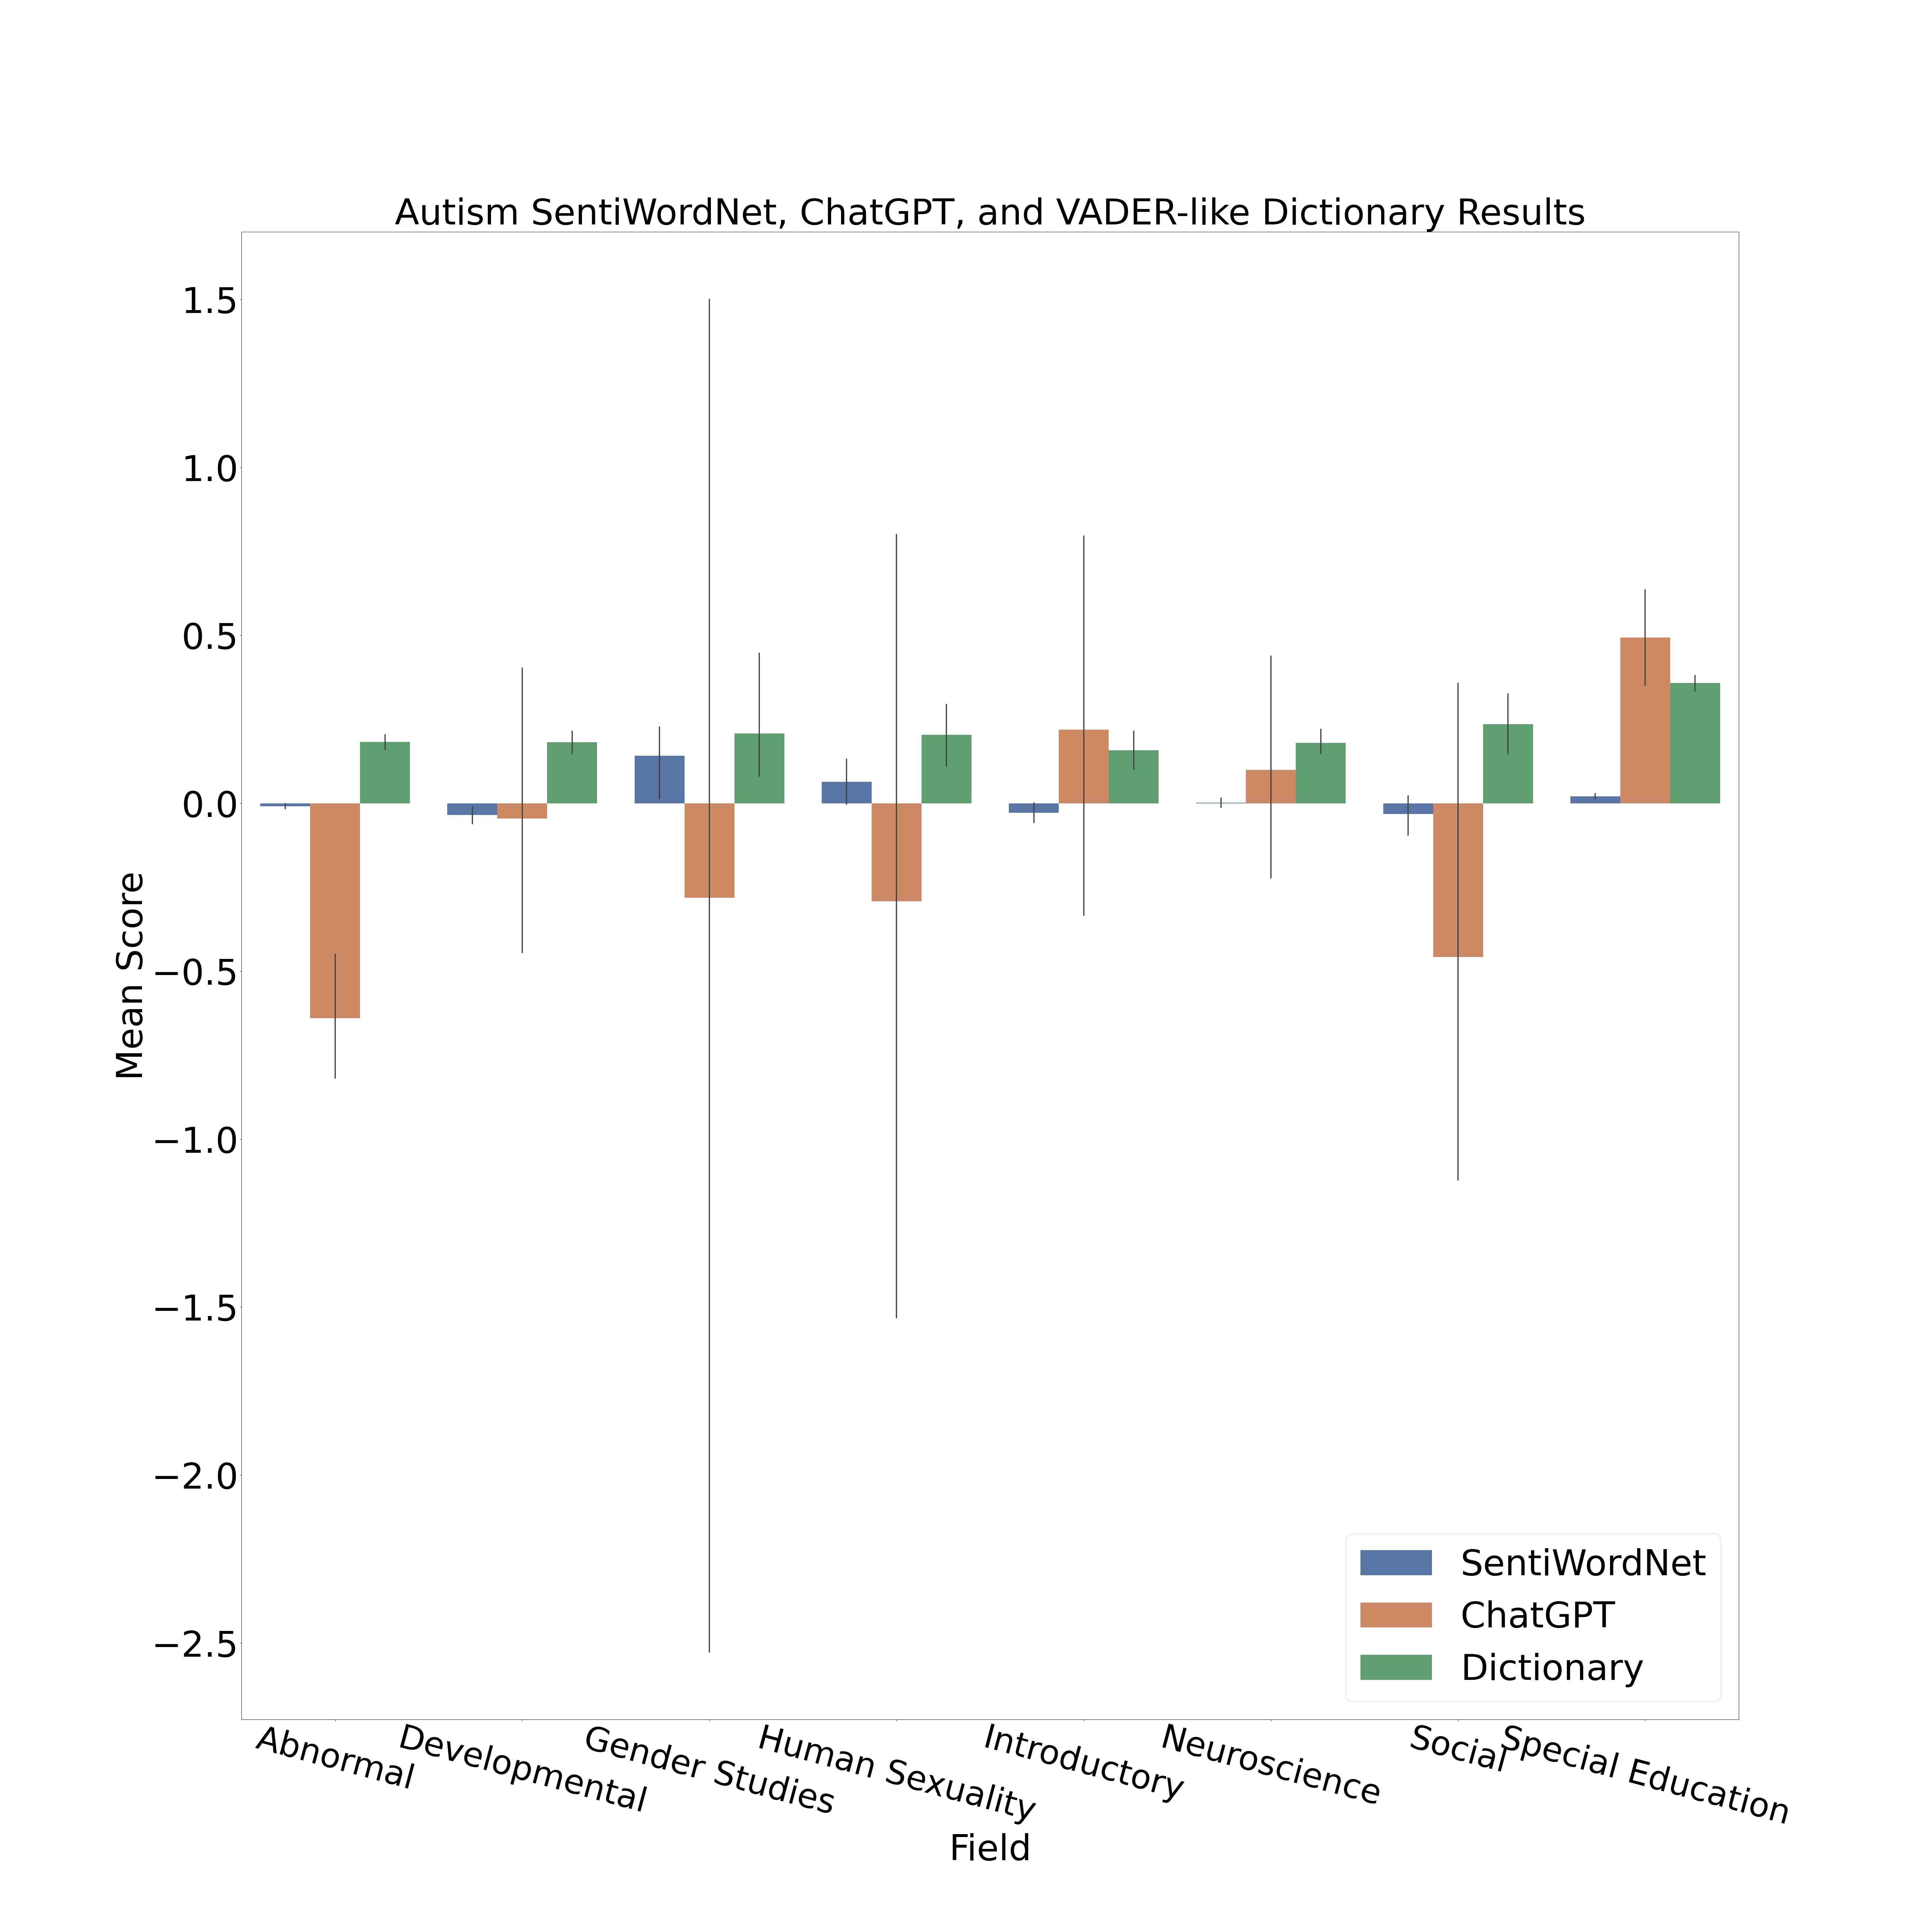 Autism SentiWordNet, ChatGPT, and VADER-like Dictionary Results
Mean Score
1.5
1.0
0.5
0.0
−0.5
−1.0
−1.5
−2.0
−2.5
SentiWordNet
ChatGPT
Dictionary
Abnormal
Developmental
Gender Studies
Human Sexuality
Introductory
Neuroscience
Social
Special Education
Field